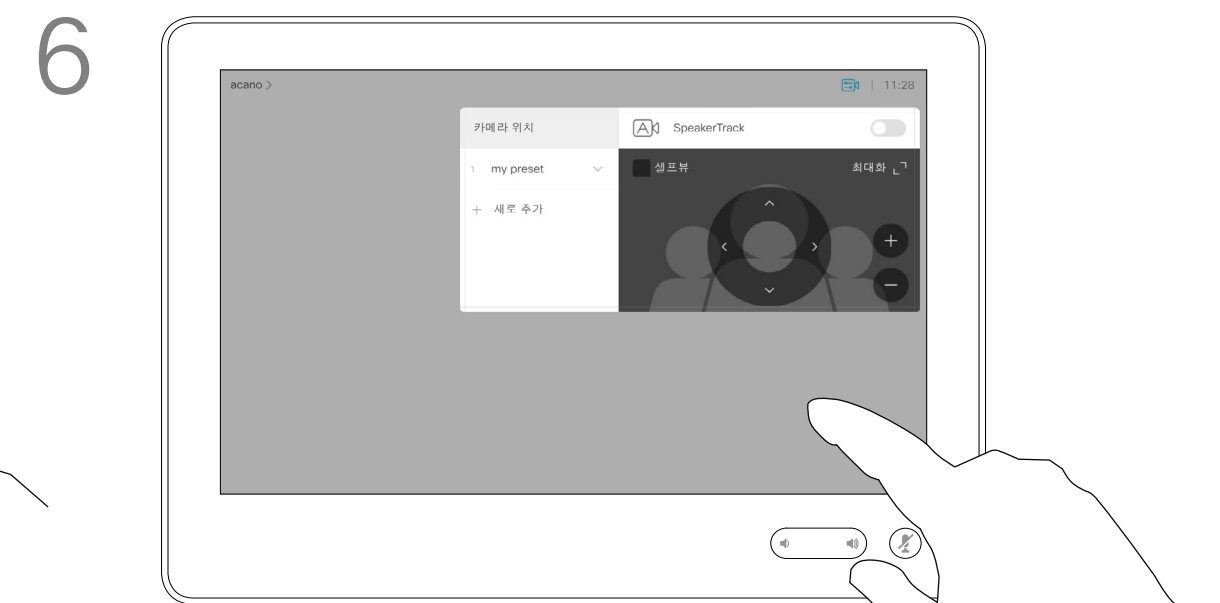 6
acano > 11:28
카메라 위치
SpeakerTrack
1 my preset
셀프뷰
최대화
새로 추가